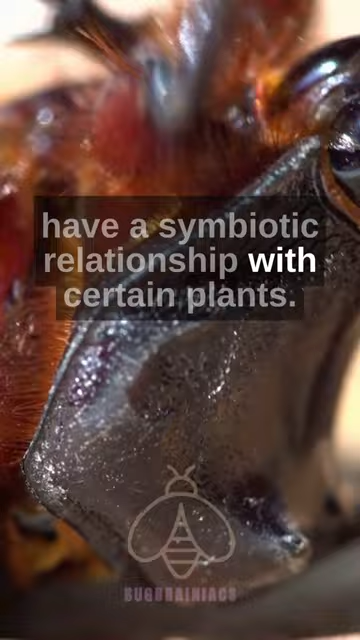 have a symbiotic
relationship with
certain plants.
BUGBRAINIACS